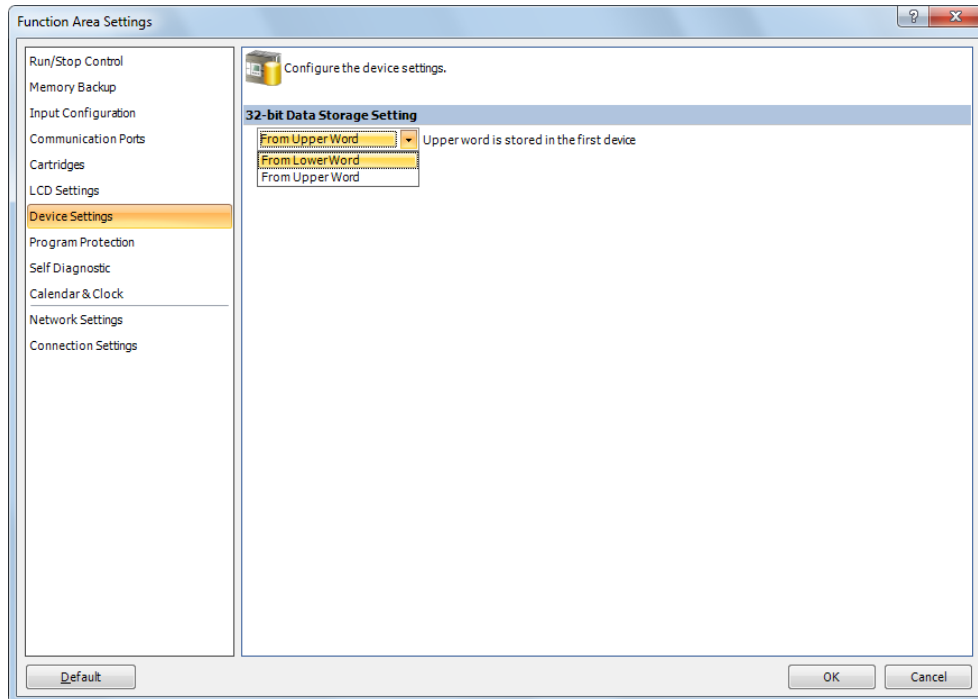 Function Area Settings
Run/Stop Control
Memory Backup
Input Configuration
Communication Ports
Cartridges
LCD Settings
Device Settings
Program Protection
Self Diagnostic
Calendar & Clock
Network Settings
Connection Settings
Configure the device settings.
32-bit Data Storage Setting
From Upper Word Upper word is stored in the first device
From Lower Word
From Upper Word
Default OK Cancel